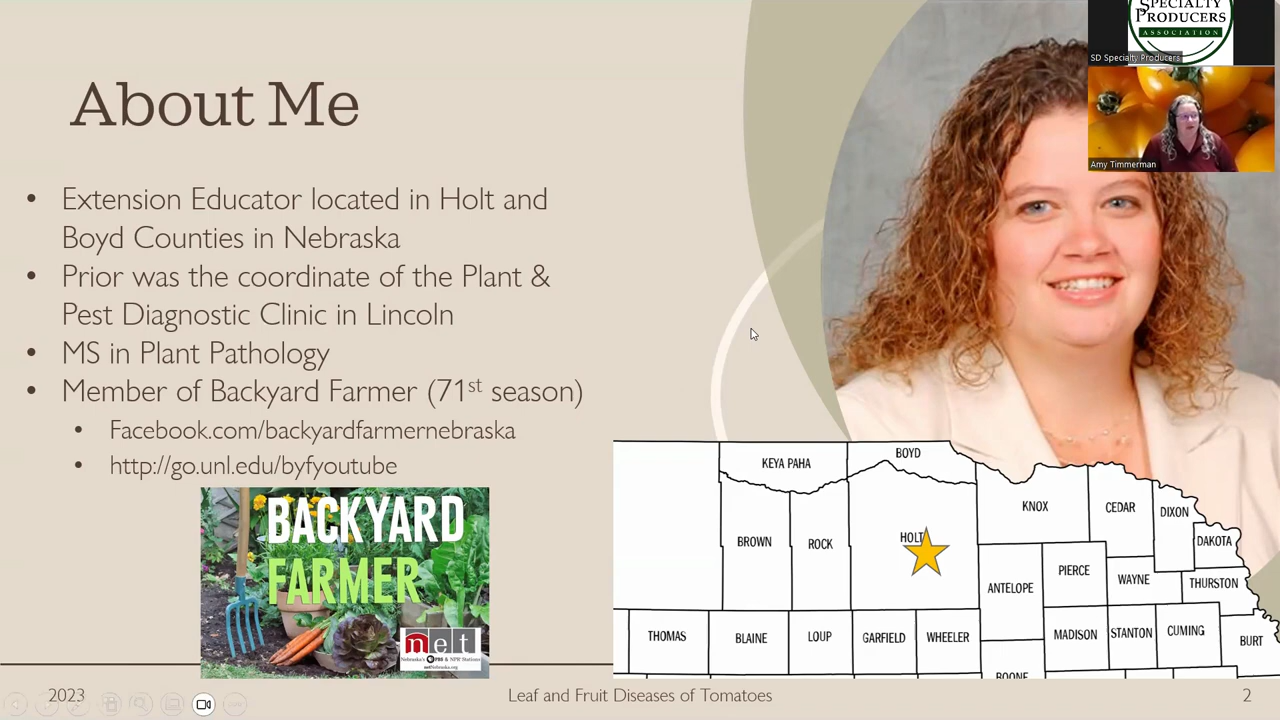 About Me
Extension Educator located in Holt and
Boyd Counties in Nebraska
Prior was the coordinate of the Plant &
Pest Diagnostic Clinic in Lincoln
MS in Plant Pathology
Member of Backyard Farmer (71st season)
Facebook.com/backyardfarmernebraska
http://go.unl.edu/byfyoutube
BACKYARD
FARMER
net
Nebraska's PBS & NPR Stations
netNebraska.org
SPECIALTY
PRODUCERS
ASSOCIATION
SD Specialty Producers
Amy Timmerman
KEYA PAHA
BOYD
BROWN
ROCK
HOLT
KNOX
CEDAR
DIXON
DAKOTA
ANTELOPE
PIERCE
WAYNE
THURSTON
THOMAS
BLAINE
LOUP
GARFIELD
WHEELER
MADISON
STANTON
CUMING
BURT
BOONE
2023
Leaf and Fruit Diseases of Tomatoes
2